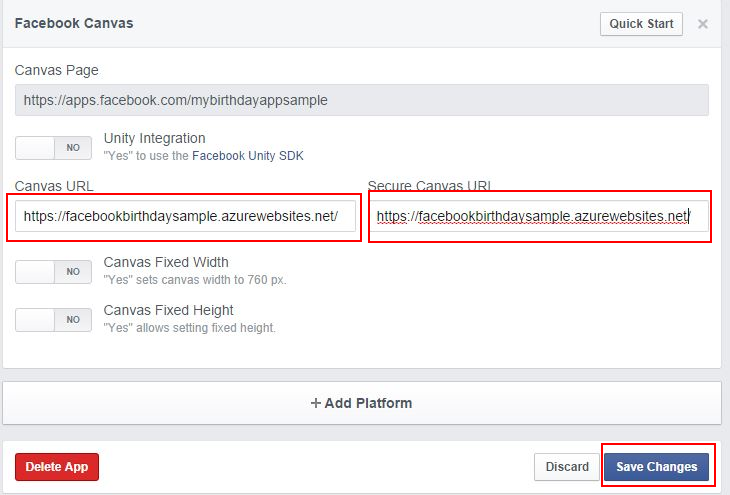 Facebook Canvas
Quick Start
Canvas Page
https://apps.facebook.com/mybirthdayappsample
NO
Unity Integration
"Yes" to use the Facebook Unity SDK
Canvas URL
Secure Canvas URL
https://facebookbirthdaysample.azurewebsites.net/
https://facebookbirthdaysample.azurewebsites.net/
NO
Canvas Fixed Width
"Yes" sets canvas width to 760 px.
NO
Canvas Fixed Height
"Yes" allows setting fixed height.
+ Add Platform
Delete App
Discard
Save Changes